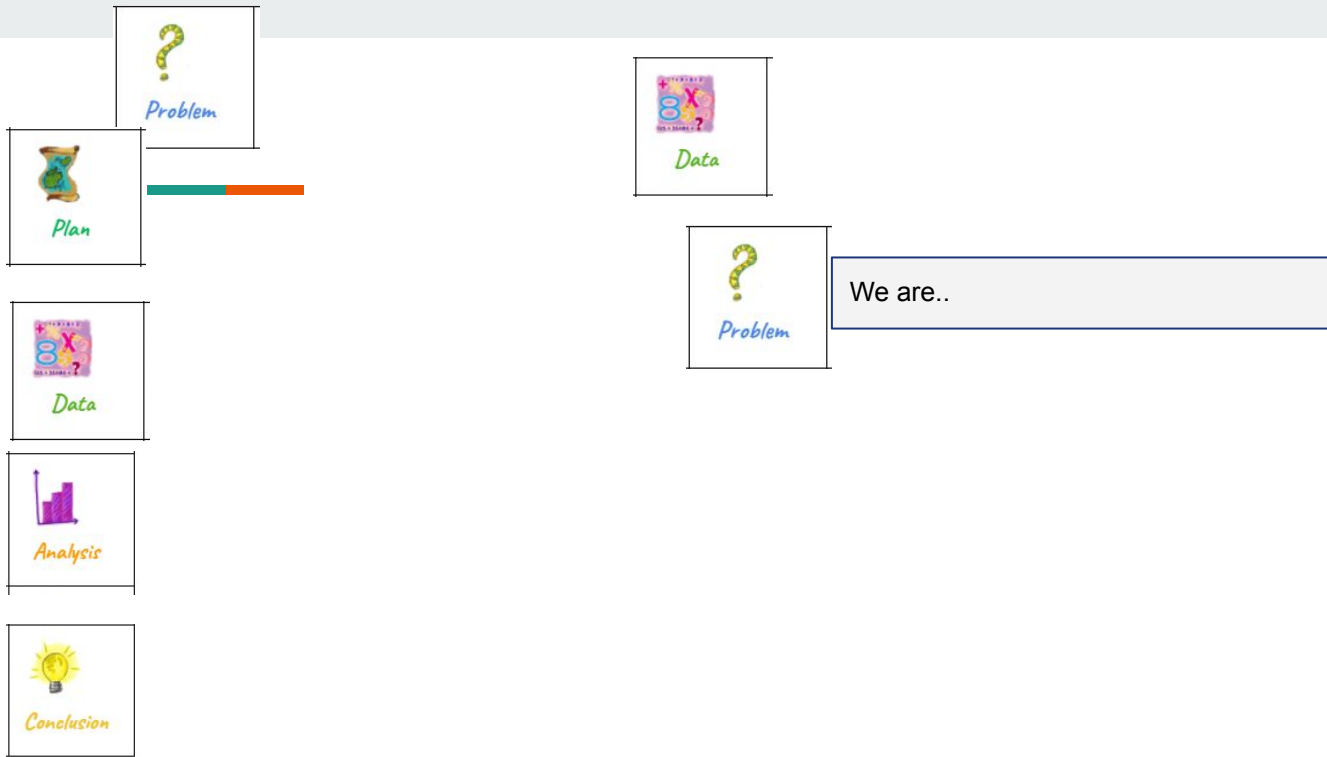 Problem
Plan
Data
Analysis
Conclusion
Data
Problem
We are..